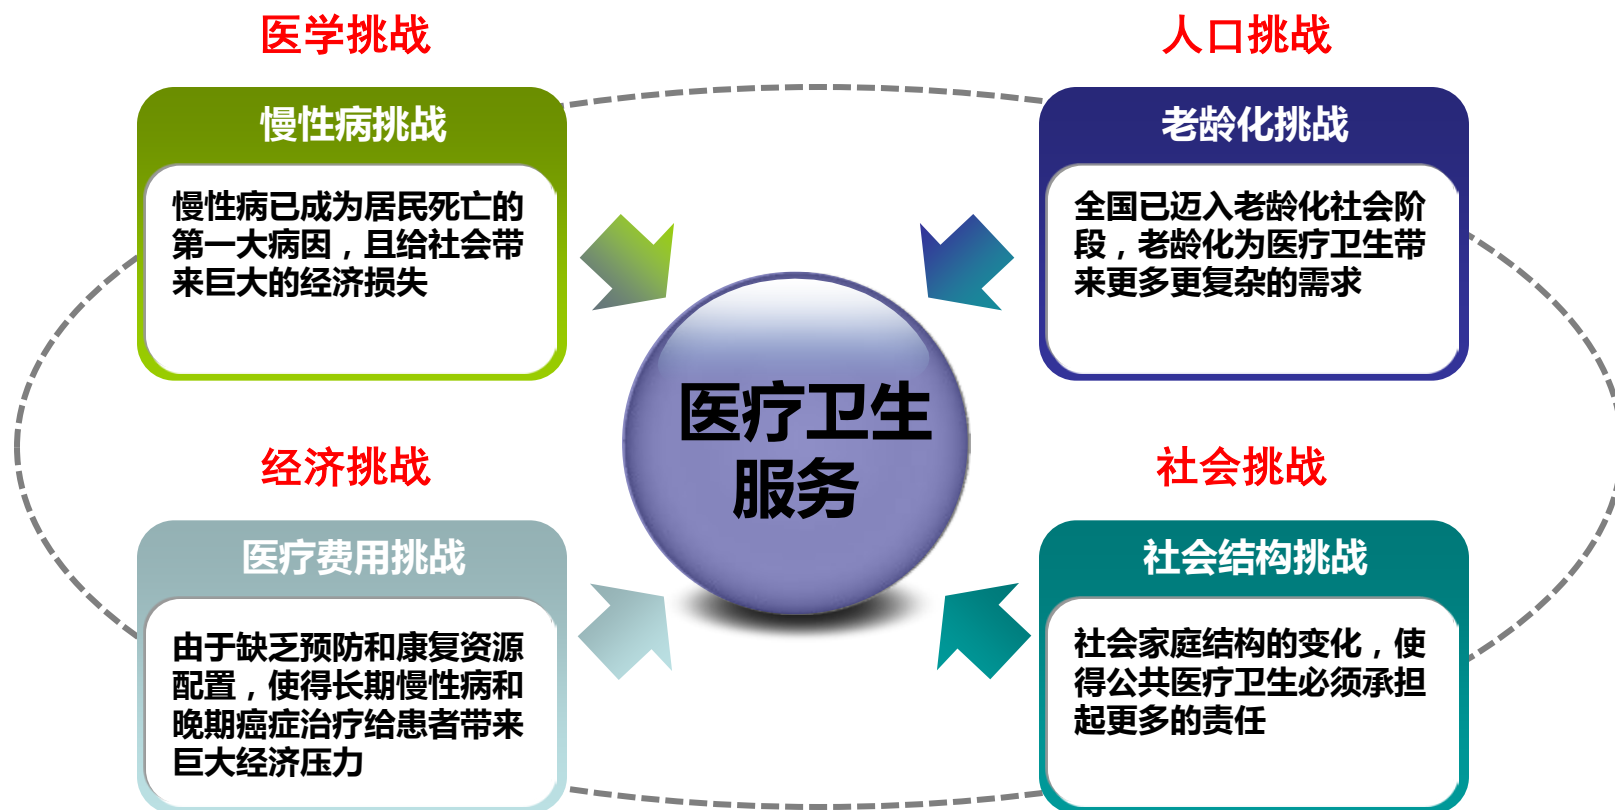 医学挑战
慢性病挑战
慢性病已成为居民死亡的
第一大病因，且给社会带
来巨大的经济损失
人口挑战
老龄化挑战
全国已迈入老龄化社会阶
段，老龄化为医疗卫生带
来更多更复杂的需求
医疗卫生
服务
经济挑战
医疗费用挑战
由于缺乏预防和康复资源
配置，使得长期慢性病和
晚期癌症治疗给患者带来
巨大经济压力
社会挑战
社会结构挑战
社会家庭结构的变化，使
得公共医疗卫生必须承担
起更多的责任